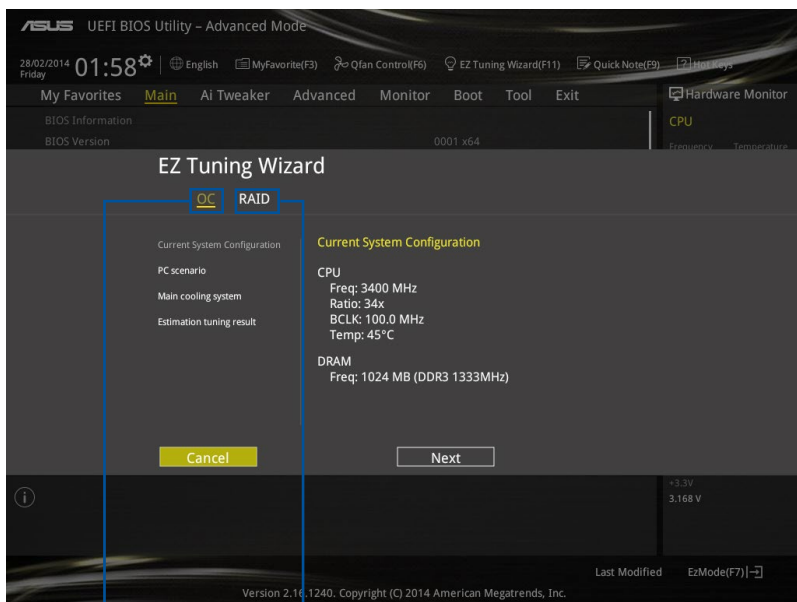 ASUS UEFI BIOS Utility – Advanced Mode
28/02/2014 Friday 01:58 English MyFavorite(F3) Qfan Control(F6) EZ Tuning Wizard(F11) Quick Note(F9) ? Hot Keys
My Favorites Main Ai Tweaker Advanced Monitor Boot Tool Exit Hardware Monitor
BIOS Information
CPU
BIOS Version 0001 x64
Frequency Temperature
EZ Tuning Wizard
OC RAID
Current System Configuration
PC scenario
Main cooling system
Estimation tuning result
Current System Configuration
CPU
Freq: 3400 MHz
Ratio: 34x
BCLK: 100.0 MHz
Temp: 45°C
DRAM
Freq: 1024 MB (DDR3 1333MHz)
Cancel Next
+3.3V
3.168 V
Last Modified EzMode(F7)
Version 2.16.1240. Copyright (C) 2014 American Megatrends, Inc.